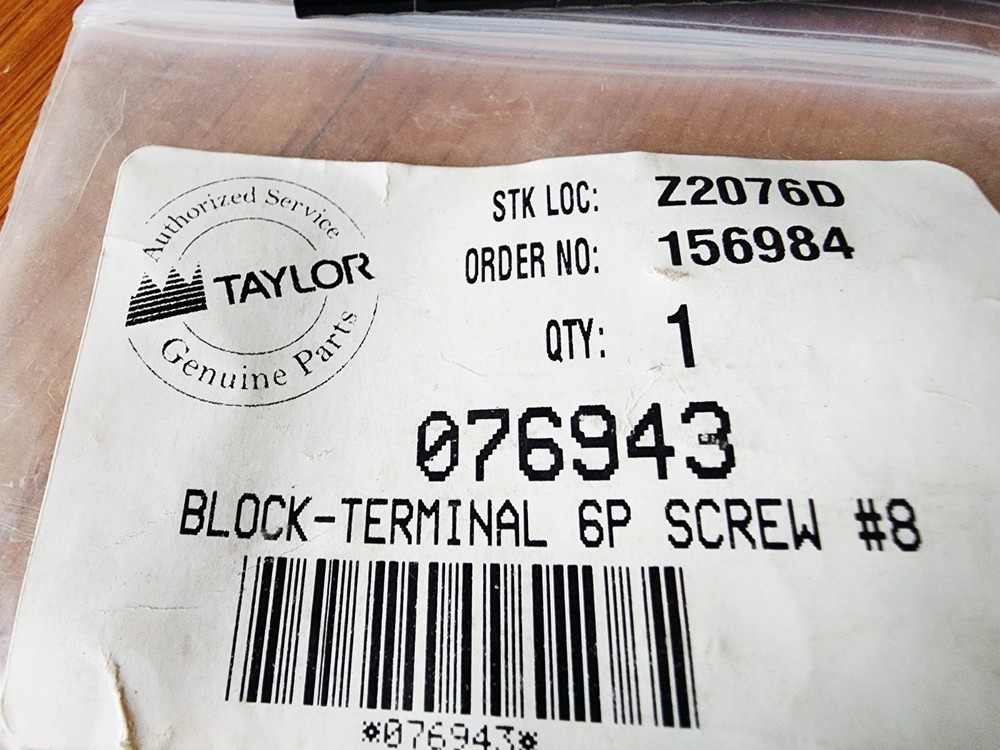 Authorized Service
TAYLOR
Genuine Parts
STK LOC: Z2076D
ORDER NO: 156984
QTY: 1
076943
BLOCK-TERMINAL 6P SCREW #8
*076943*